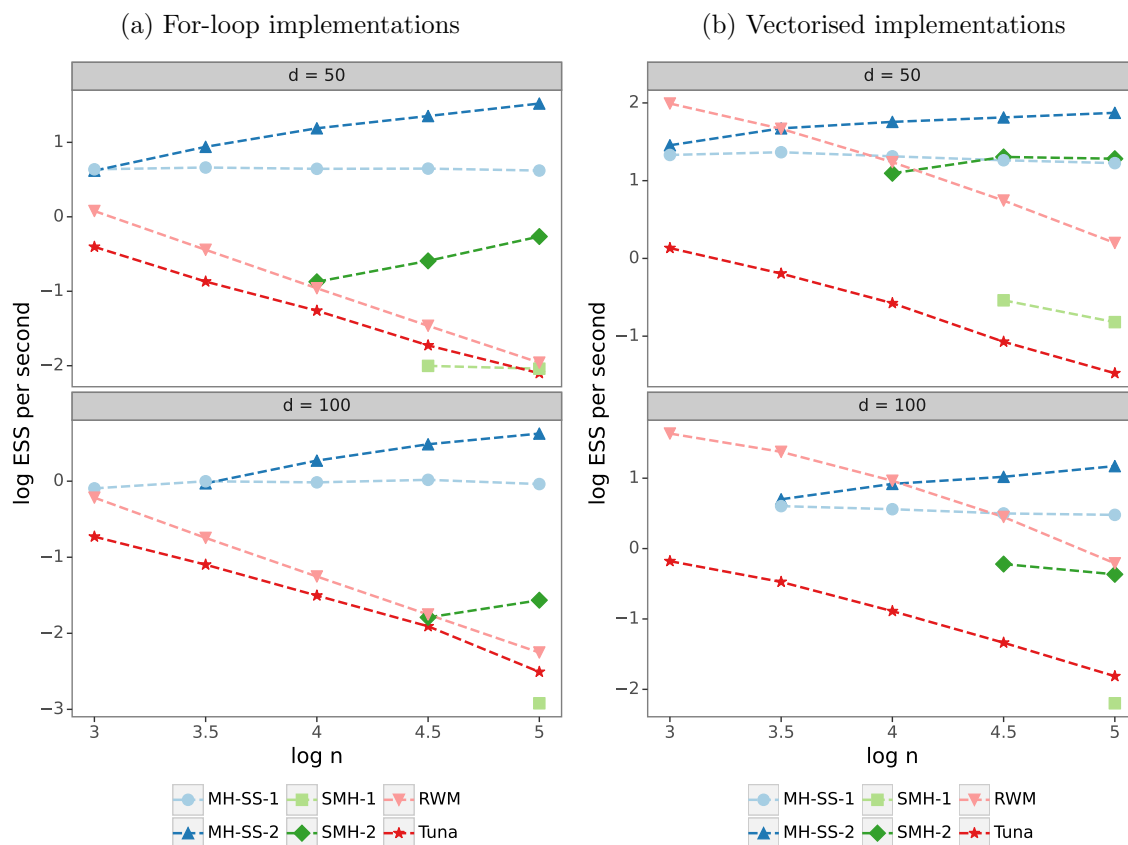 (a) For-loop implementations
d = 50
1
0
−1
−2
d = 100
0
−1
−2
−3
3
3.5
4
4.5
5
log ESS per second
log n
MH-SS-1
SMH-1
RWM
MH-SS-2
SMH-2
Tuna
(b) Vectorised implementations
d = 50
2
1
0
−1
d = 100
1
0
−1
−2
3
3.5
4
4.5
5
log ESS per second
log n
MH-SS-1
SMH-1
RWM
MH-SS-2
SMH-2
Tuna